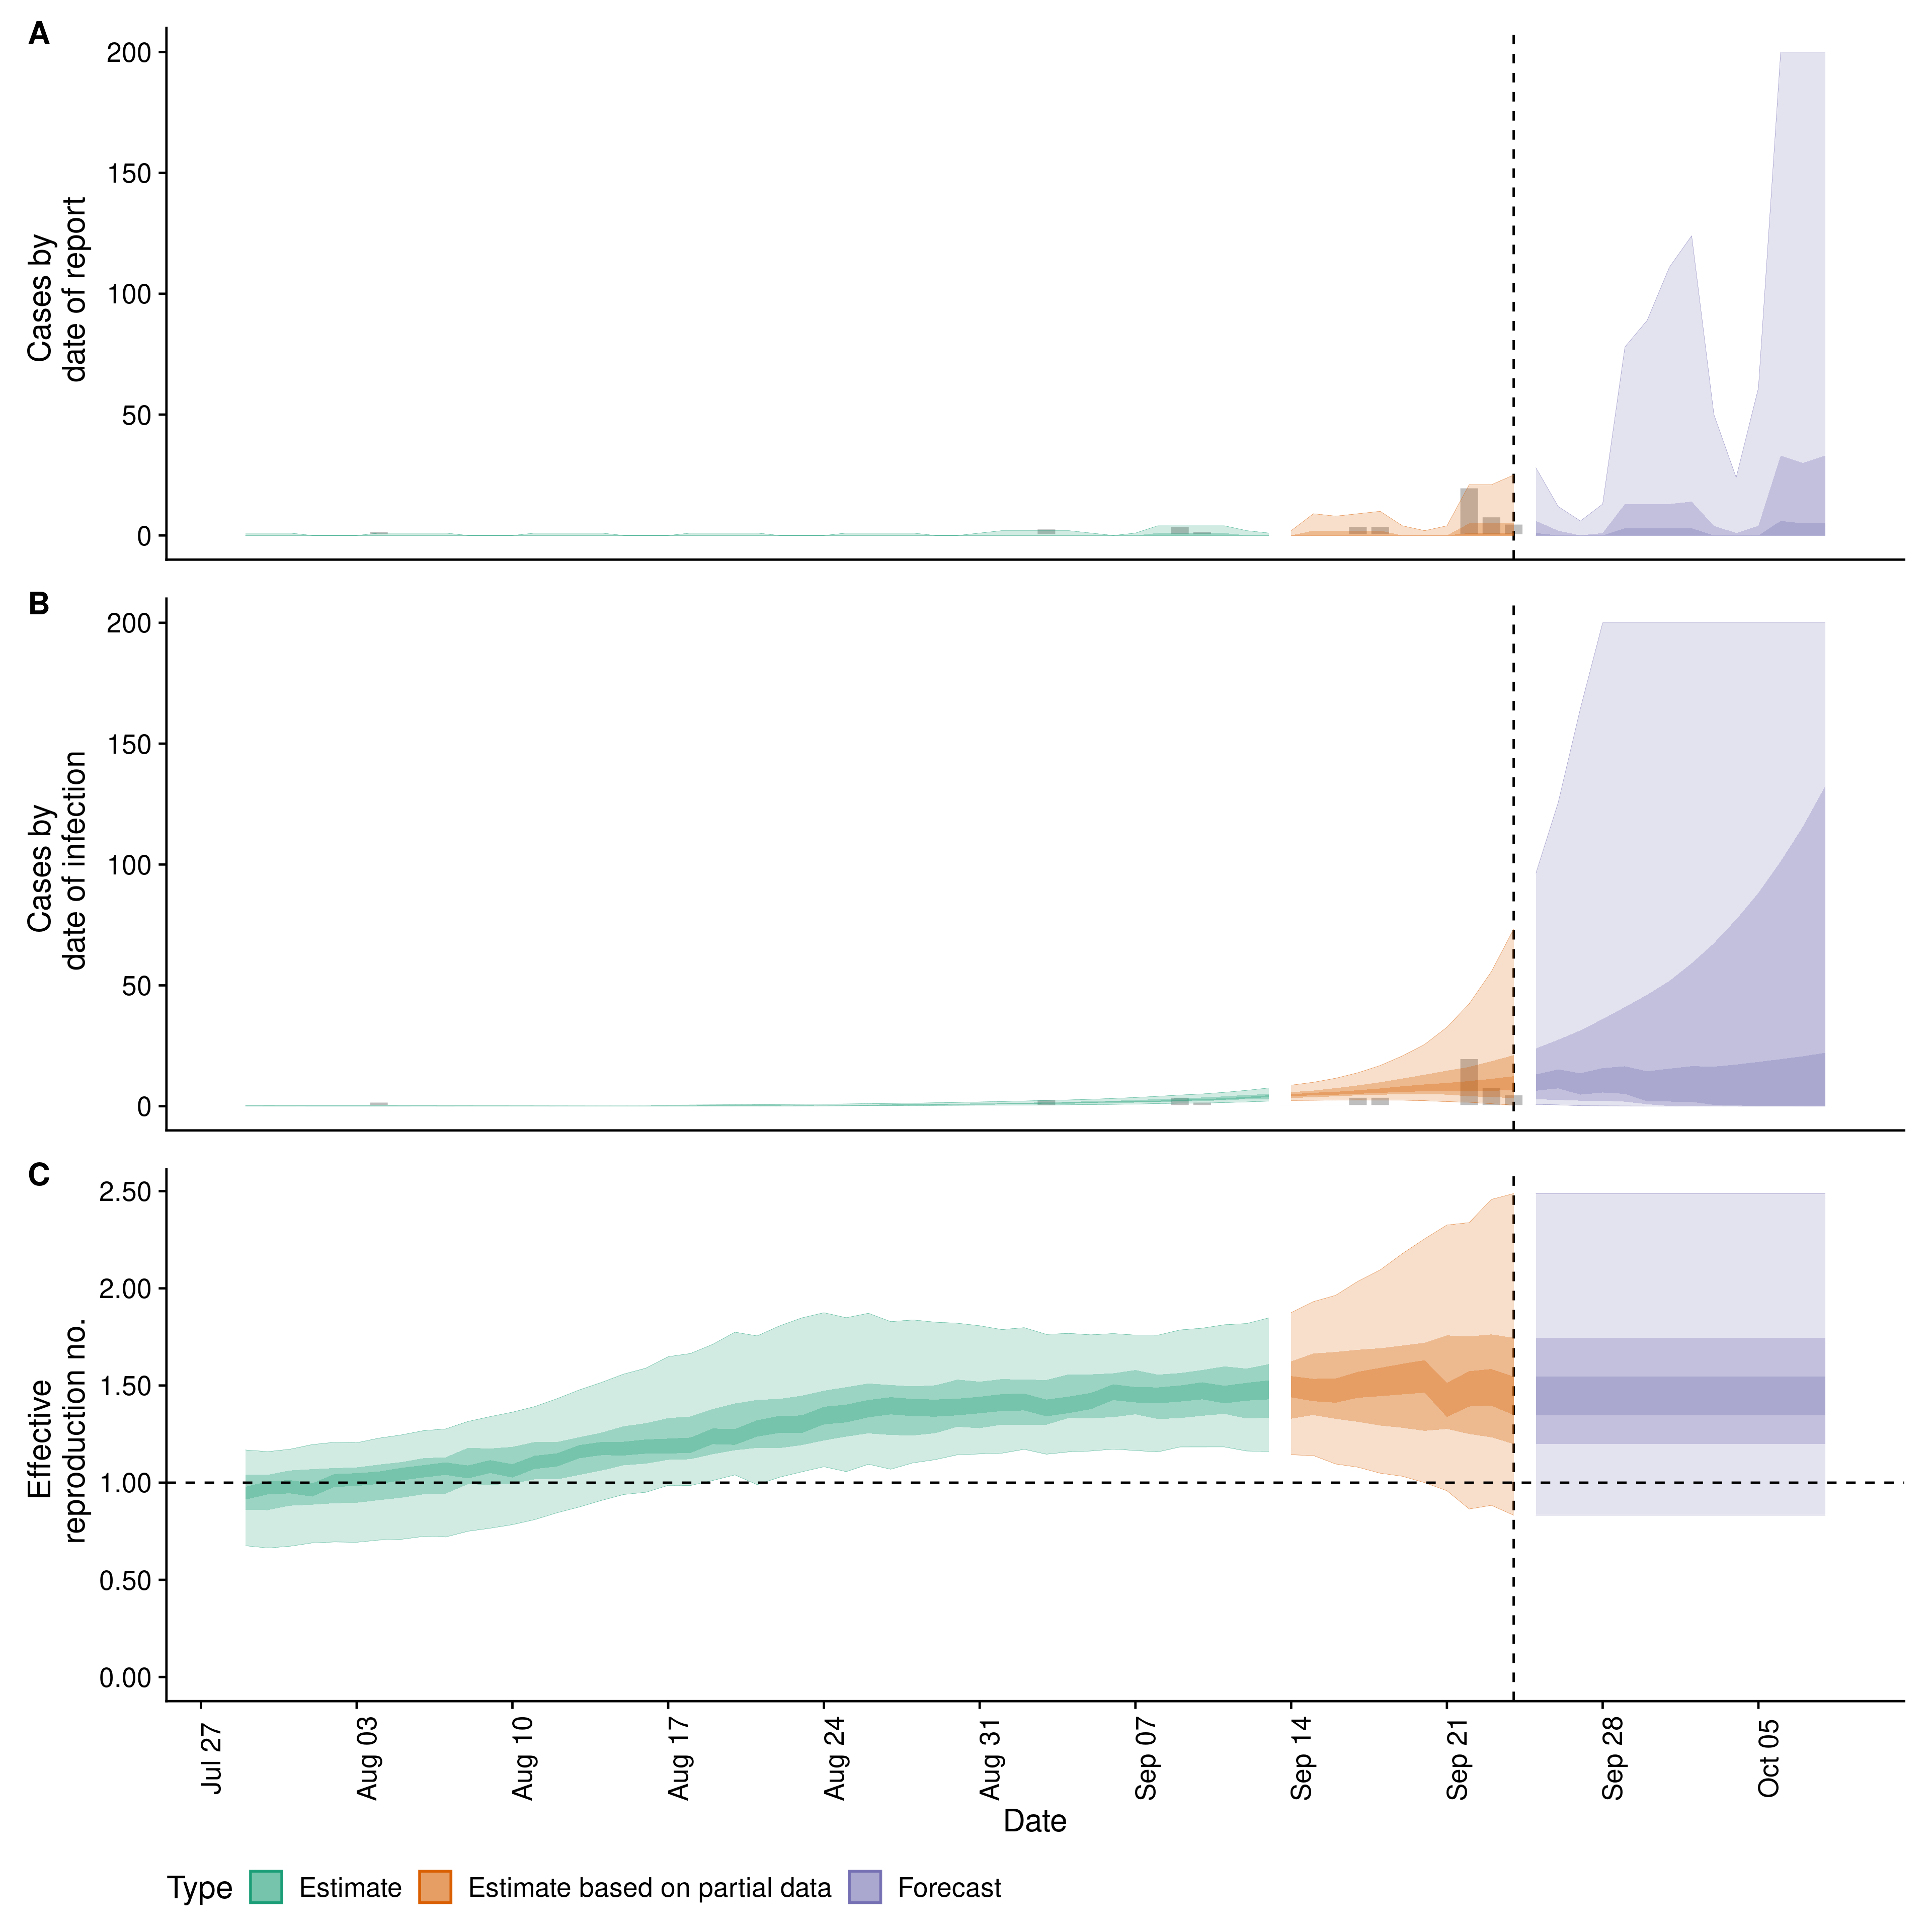 A
200
150
100
50
0
Cases by
date of report
B
200
150
100
50
0
Cases by
date of infection
C
2.50
2.00
1.50
1.00
0.50
0.00
Effective
reproduction no.
Jul 27
Aug 03
Aug 10
Aug 17
Aug 24
Aug 31
Sep 07
Sep 14
Sep 21
Sep 28
Oct 05
Date
Type Estimate Estimate based on partial data Forecast